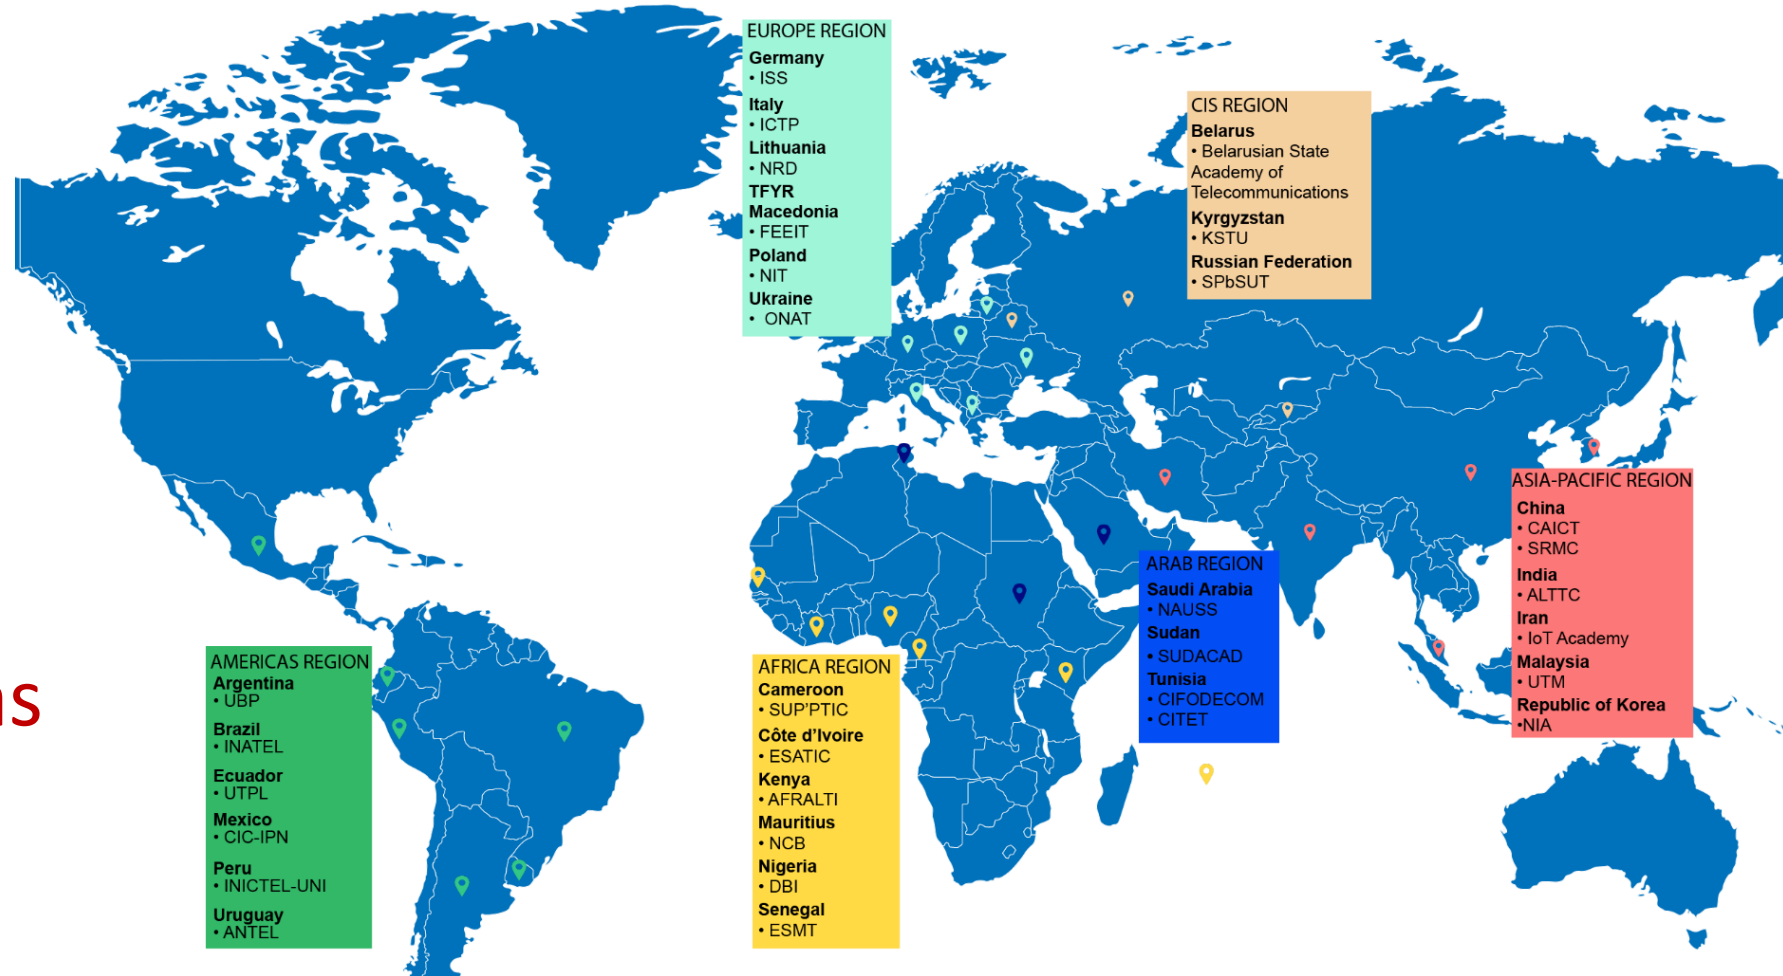 EUROPE REGION
Germany
• ISS
Italy
• ICTP
Lithuania
• NRD
TFYR
Macedonia
• FEEIT
Poland
• NIT
Ukraine
• ONAT
CIS REGION
Belarus
• Belarusian State
Academy of
Telecommunications
Kyrgyzstan
• KSTU
Russian Federation
• SPbSUT
ASIA-PACIFIC REGION
China
• CAICT
• SRMC
India
• ALTTC
Iran
• IoT Academy
Malaysia
• UTM
Republic of Korea
•NIA
ARAB REGION
Saudi Arabia
• NAUSS
Sudan
• SUDACAD
Tunisia
• CIFODECOM
• CITET
AMERICAS REGION
Argentina
• UBP
Brazil
• INATEL
Ecuador
• UTPL
Mexico
• CIC-IPN
Peru
• INICTEL-UNI
Uruguay
• ANTEL
AFRICA REGION
Cameroon
• SUP’PTIC
Côte d’Ivoire
• ESATIC
Kenya
• AFRALTI
Mauritius
• NCB
Nigeria
• DBI
Senegal
• ESMT